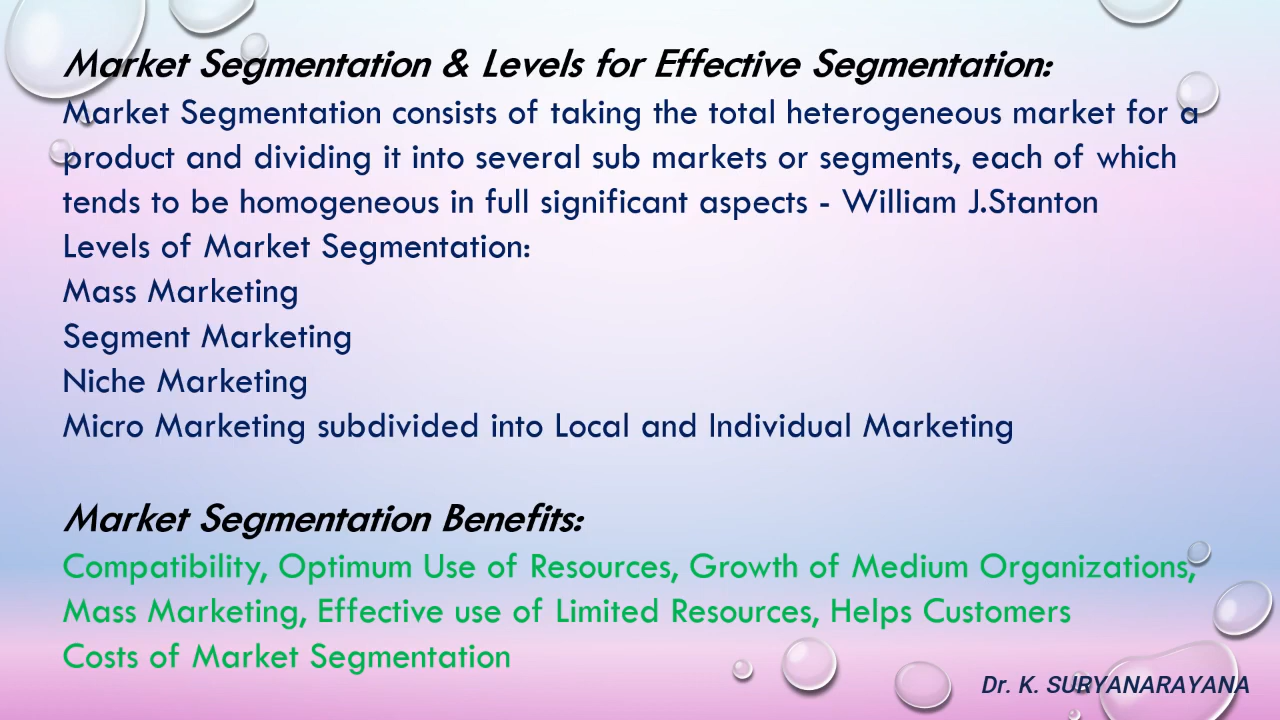 Market Segmentation & Levels for Effective Segmentation:
Market Segmentation consists of taking the total heterogeneous market for a
product and dividing it into several sub markets or segments, each of which
tends to be homogeneous in full significant aspects - William J.Stanton
Levels of Market Segmentation:
Mass Marketing
Segment Marketing
Niche Marketing
Micro Marketing subdivided into Local and Individual Marketing
Market Segmentation Benefits:
Compatibility, Optimum Use of Resources, Growth of Medium Organizations,
Mass Marketing, Effective use of Limited Resources, Helps Customers
Costs of Market Segmentation
Dr. K. SURYANARAYANA